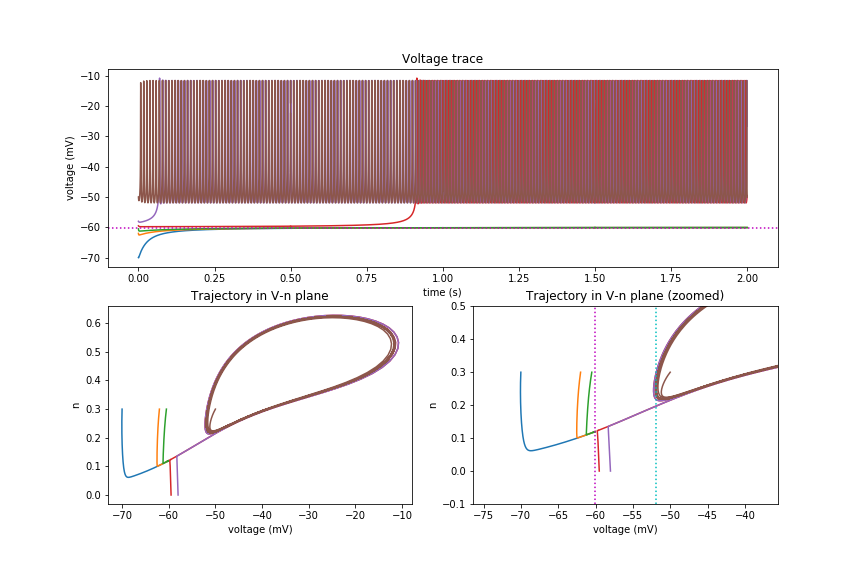 Voltage trace
−10
−20
−30
−40
−50
−60
−70
voltage (mV)
0.00 0.25 0.50 0.75 1.00 1.25 1.50 1.75 2.00
time (s)
Trajectory in V-n plane
0.6
0.5
0.4
0.3
0.2
0.1
0.0
n
−70 −60 −50 −40 −30 −20 −10
voltage (mV)
Trajectory in V-n plane (zoomed)
0.5
0.4
0.3
0.2
0.1
0.0
−0.1
n
−75 −70 −65 −60 −55 −50 −45 −40
voltage (mV)